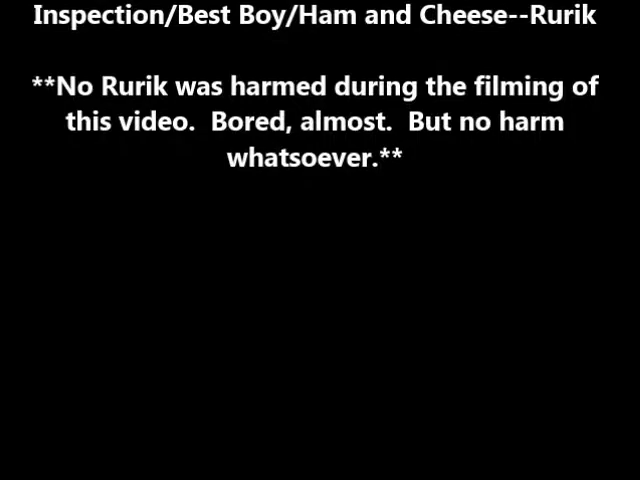 Inspection/Best Boy/Ham and Cheese--Rurik
**No Rurik was harmed during the filming of
this video.  Bored, almost.  But no harm
whatsoever.**